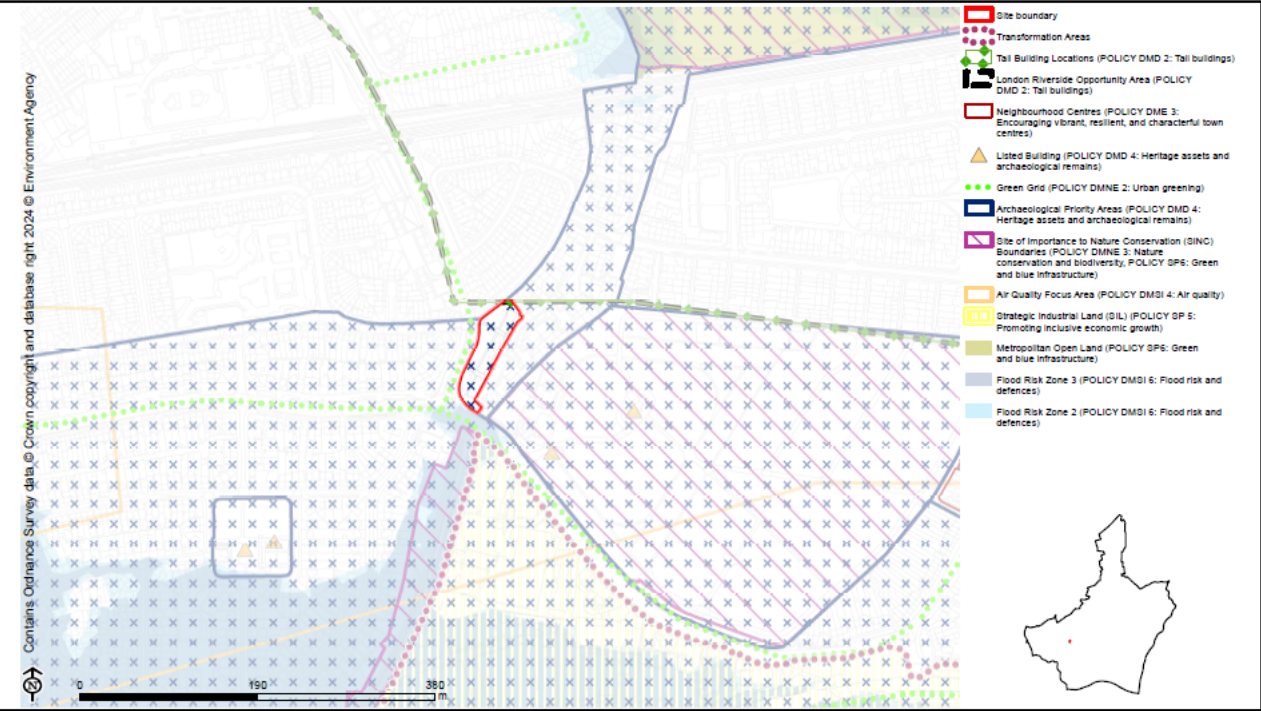 Site boundary
Transformation Areas
Tall Building Locations (POLICY DMD 2: Tall buildings)
London Riverside Opportunity Area (POLICY
DMD 2: Tall buildings)
Neighbourhood Centres (POLICY DME 3:
Encouraging vibrant, resilient, and characterful town
centres)
Listed Building (POLICY DMD 4: Heritage assets and
archaeological remains)
Green Grid (POLICY DMNE 2: Urban greening)
Archaeological Priority Areas (POLICY DMD 4:
Heritage assets and archaeological remains)
Site of Importance to Nature Conservation (SINC)
Boundaries (POLICY DMNE 3: Nature
conservation and biodiversity, POLICY SP6: Green
and blue infrastructure)
Air Quality Focus Area (POLICY DMSI 4: Air quality)
Strategic Industrial Land (SIL) (POLICY SP 5:
Promoting inclusive economic growth)
Metropolitan Open Land (POLICY SP6: Green
and blue infrastructure)
Flood Risk Zone 3 (POLICY DMSI 6: Flood risk and
defences)
Flood Risk Zone 2 (POLICY DMSI 6: Flood risk and
defences)
Contains Ordnance Survey data © Crown copyright and database right 2024 © Environment Agency
0 190 380
m